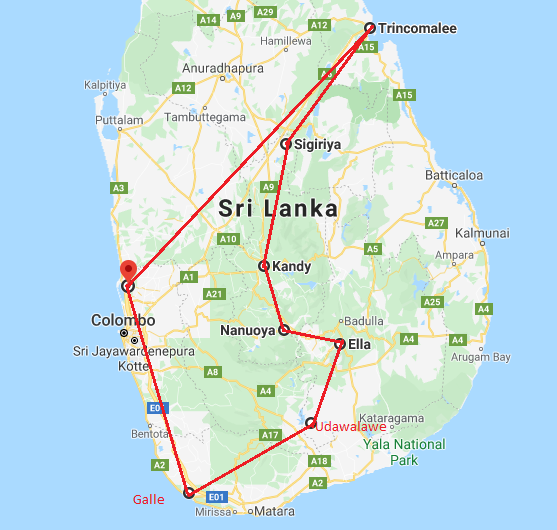 A29
A14
A9
A12
Trincomalee
Hamillewa
A15
Anuradhapura
A6
Kalpitiya
A12
A15
Puttalam
Tambuttegama
Sigiriya
Batticaloa
A3
A9
Sri Lanka
A27
Kalmunai
A10
A5
Ampara
Kandy
A1
A21
A25
A4
Colombo
Nanuoya
Badulla
Ella
A4
Sri Jayawardenepura
Kotte
Arugam Bay
A8
A4
E01
Kataragama
Udawalawe
Bentota
A17
Yala National
Park
A2
A18
A2
Galle
E01
Mirissa
Matara